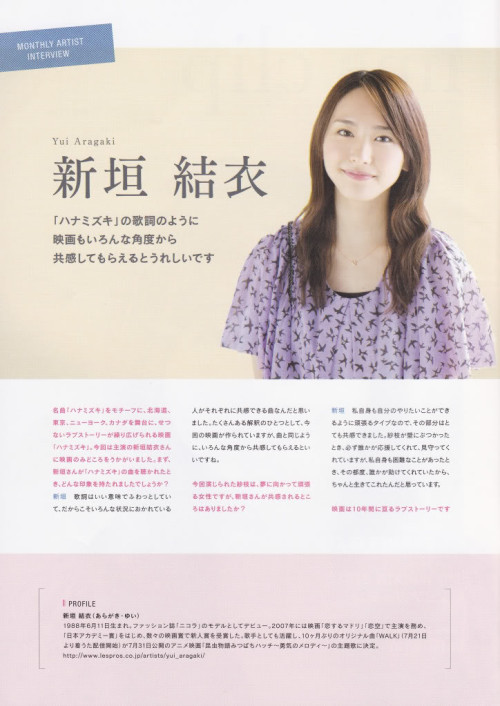 MONTHLY ARTIST
INTERVIEW
Yui Aragaki
新垣 結衣
「ハナミズキ」の歌詞のように
映画もいろんな角度から
共感してもらえるとうれしいです
名曲「ハナミズキ」をモチーフに、北海道、
東京、ニューヨーク、カナダを舞台に、せつ
ないラブストーリーが繰り広げられる映画
「ハナミズキ」。今回は主演の新垣結衣さん
に映画のみどころをうかがいました。まず、
新垣さんが「ハナミズキ」の曲を聴かれたと
き、どんな印象を持たれましたでしょうか?
新垣 歌詞はいい意味でふわっとしてい
て、だからこそいろんな状況におかれている
人がそれぞれに共感できる曲なんだと思い
ました。たくさんある解釈のひとつとして、今
回の映画が作られていますが、曲と同じよう
に、いろんな角度から共感してもらえるとい
いですね。
今回演じられた紗枝は、夢に向かって頑張
る女性ですが、新垣さんが共感されるとこ
ろはありましたか?
新垣 私自身も自分のやりたいことができ
るように頑張るタイプなので、その部分はと
ても共感できました。紗枝が壁にぶつかった
とき、必ず誰かが応援してくれて、見守ってく
れていますが、私自身も困難なことがあったと
き、その都度、誰かが助けてくれていたから、
ちゃんと生きてこれたんだと思っています。
映画は10年間に亘るラブストーリーです
PROFILE
新垣 結衣(あらがき・ゆい)
1988年6月11日生まれ。ファッション誌「ニコラ」のモデルとしてデビュー。2007年には映画「恋するマドリ」「恋空」で主演を務め、
「日本アカデミー賞」をはじめ、数々の映画賞で新人賞を受賞した。歌手としても活躍し、10ヶ月ぶりのオリジナル曲「WALK」(7月21日
より着うた配信開始)が7月31日公開のアニメ映画「昆虫物語みつばちハッチ~勇気のメロディ~」の主題歌に決定。
http://www.lespros.co.jp/artists/yui_aragaki/